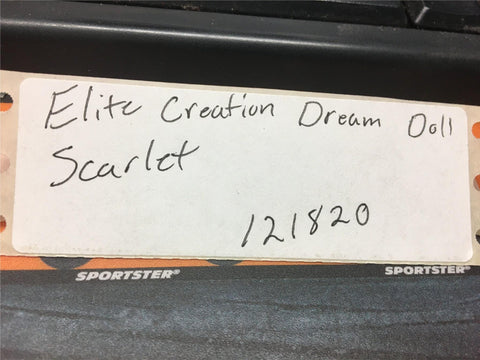 Elite Creation Dream Doll
Scarlet
121820
SPORTSTER® SPORTSTER®